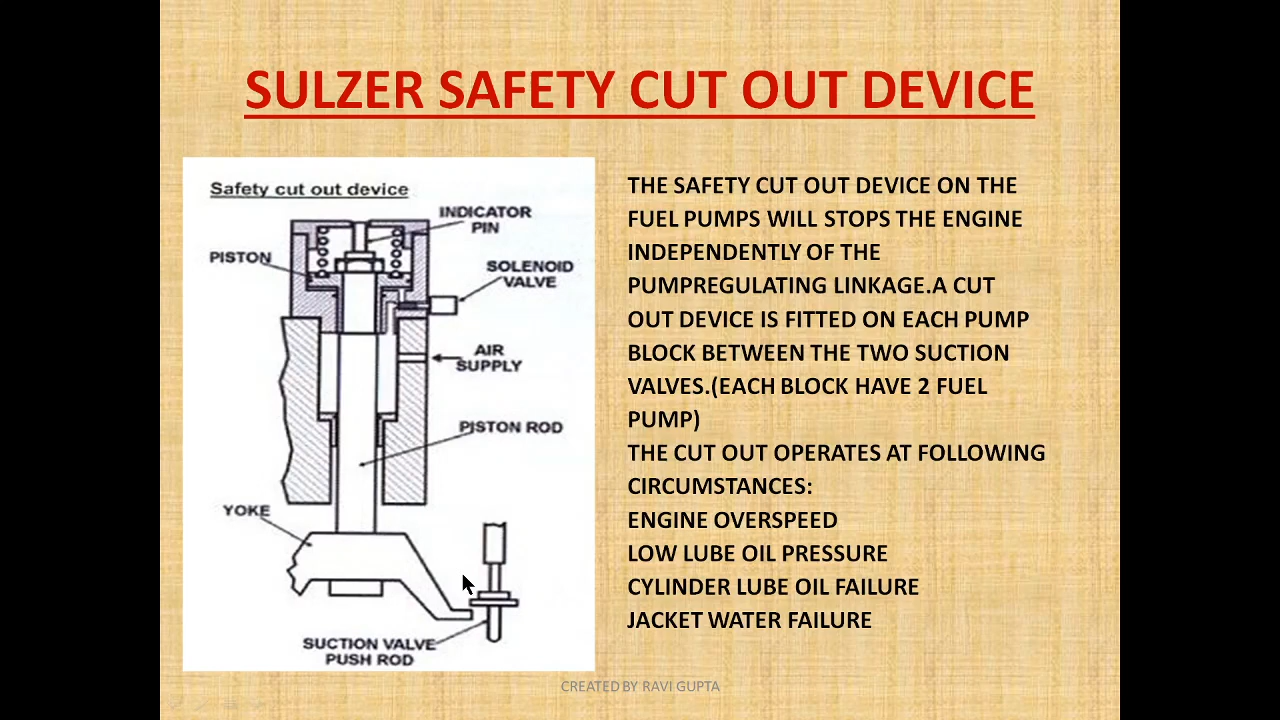 SULZER SAFETY CUT OUT DEVICE
Safety cut out device
INDICATOR
PIN
PISTON
SOLENOID
VALVE
AIR
SUPPLY
PISTON ROD
YOKE
SUCTION VALVE
PUSH ROD
THE SAFETY CUT OUT DEVICE ON THE
FUEL PUMPS WILL STOPS THE ENGINE
INDEPENDENTLY OF THE
PUMPREGULATING LINKAGE.A CUT
OUT DEVICE IS FITTED ON EACH PUMP
BLOCK BETWEEN THE TWO SUCTION
VALVES.(EACH BLOCK HAVE 2 FUEL
PUMP)
THE CUT OUT OPERATES AT FOLLOWING
CIRCUMSTANCES:
ENGINE OVERSPEED
LOW LUBE OIL PRESSURE
CYLINDER LUBE OIL FAILURE
JACKET WATER FAILURE
CREATED BY RAVI GUPTA